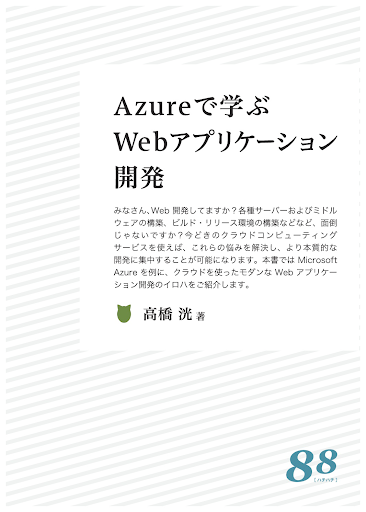 Azureで学ぶ
Webアプリケーション
開発
みなさん、Web 開発してますか？各種サーバーおよびミドル
ウェアの構築、ビルド・リリース環境の構築などなど、面倒
じゃないですか？今どきのクラウドコンピューティング
サービスを使えば、これらの悩みを解決し、より本質的な
開発に集中することが可能になります。本書では Microsoft
Azure を例に、クラウドを使ったモダンな Web アプリケー
ション開発のイロハをご紹介します。
高橋 洸 著
88
［ハチハチ］